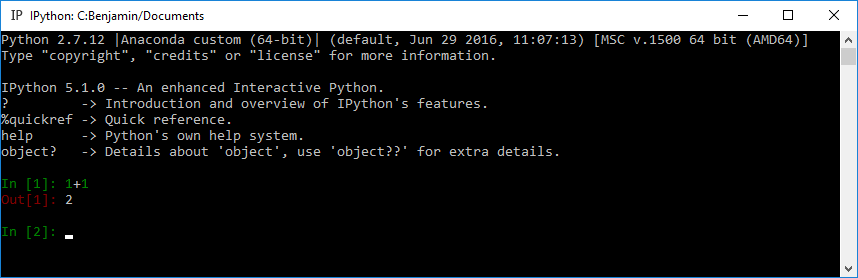 IP IPython: C:Benjamin/Documents
Python 2.7.12 |Anaconda custom (64-bit)| (default, Jun 29 2016, 11:07:13) [MSC v.1500 64 bit (AMD64)]
Type "copyright", "credits" or "license" for more information.
IPython 5.1.0 -- An enhanced Interactive Python.
?         -> Introduction and overview of IPython's features.
%quickref -> Quick reference.
help      -> Python's own help system.
object?   -> Details about 'object', use 'object??' for extra details.
In [1]: 1+1
Out[1]: 2
In [2]: